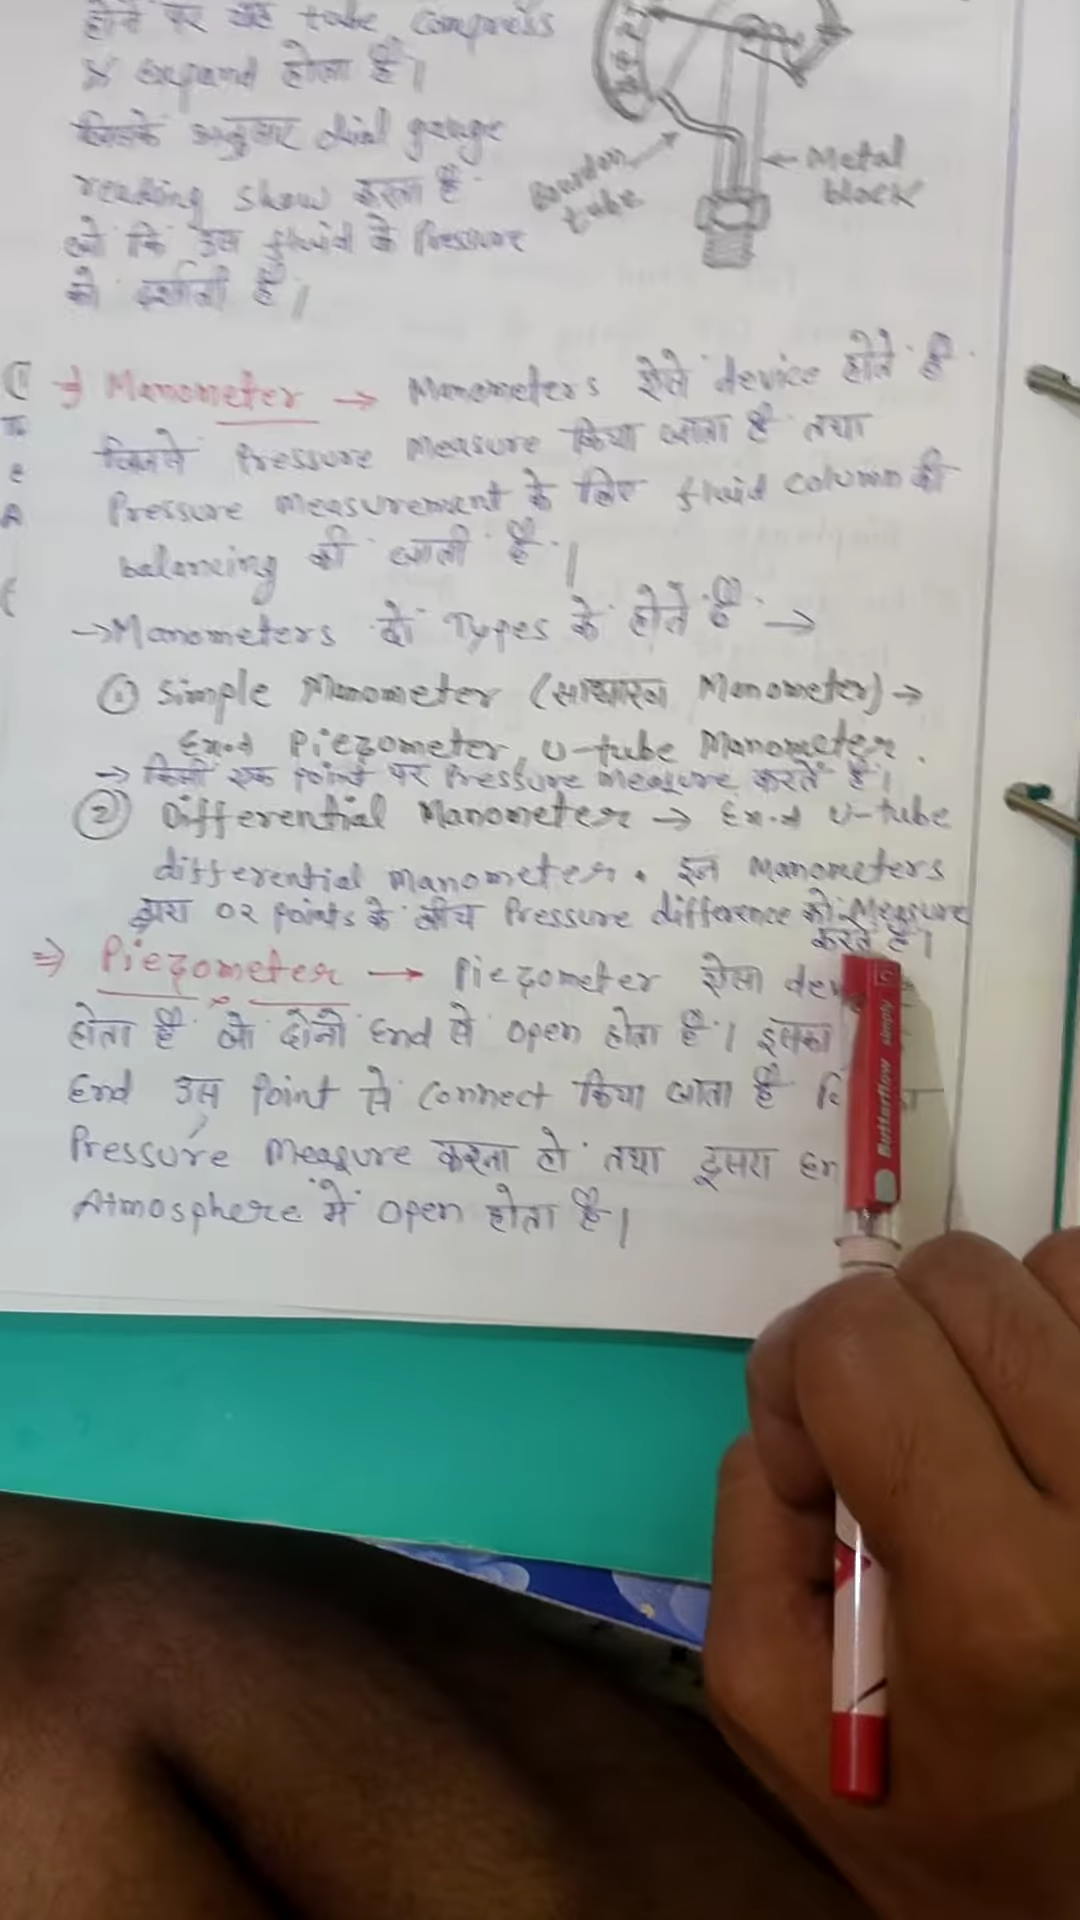 होने पर यह tube compress
व expand होता है।
जिसके अनुसार dial gauge
reading show करता है
जो कि उस fluid के Pressure
को दर्शाती है।
Bourdon tube
Metal block
→ Manometer → Manometers ऐसे device होते है
जिनसे Pressure measure किया जाता है तथा
Pressure measurement के लिए fluid column की
balancing की जाती है।
→ Manometers दो Types के होते है →
① Simple Manometer (साधारण Manometer) →
Ex.→ Piezometer, U-tube Manometer.
→ किसी एक point पर Pressure measure करते है।
② Differential Manometer → Ex.→ U-tube
differential manometer. इन Manometers
द्वारा 02 points के बीच Pressure difference को Measure
करते है।
⇒ Piezometer → Piezometer ऐसा
होता है जो दोनो End से open होता है। इसका
End उस Point से Connect किया जाता है
Pressure Measure करना हो तथा दूसरा
Atmosphere में open होता है।
Butterflow simply